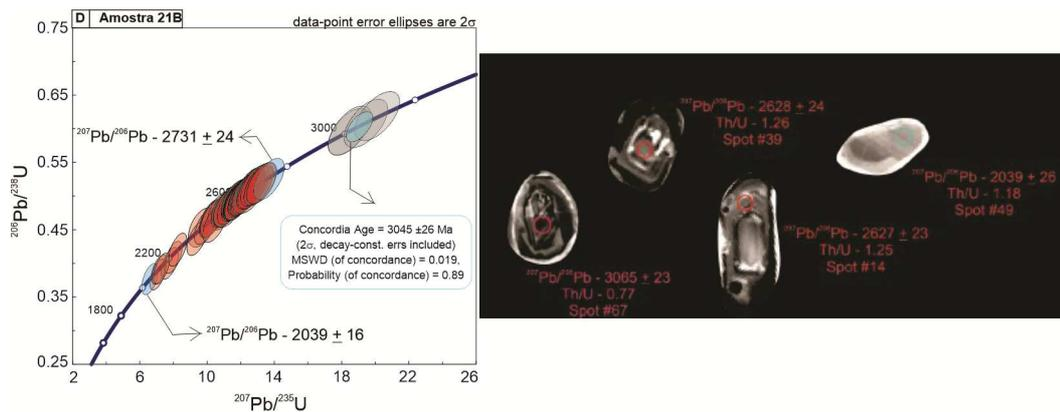 D Amostra 21B
data-point error ellipses are 2σ
0.75
0.65
0.55
0.45
0.35
0.25
²⁰⁶Pb/²³⁸U
3000
2600
2200
1800
²⁰⁷Pb/²⁰⁶Pb - 2731 ± 24
Concordia Age = 3045 ±26 Ma
(2σ, decay-const. errs included)
MSWD (of concordance) = 0.019,
Probability (of concordance) = 0.89
²⁰⁷Pb/²⁰⁶Pb - 2039 ± 16
2 6 10 14 18 22 26
²⁰⁷Pb/²³⁵U
²⁰⁷Pb/²⁰⁶Pb - 2628 ± 24
Th/U - 1.26
Spot #39
²⁰⁷Pb/²⁰⁶Pb - 2039 ± 26
Th/U - 1.18
Spot #49
²⁰⁷Pb/²⁰⁶Pb - 2627 ± 23
Th/U - 1.25
Spot #14
²⁰⁷Pb/²⁰⁶Pb - 3065 ± 23
Th/U - 0.77
Spot #67